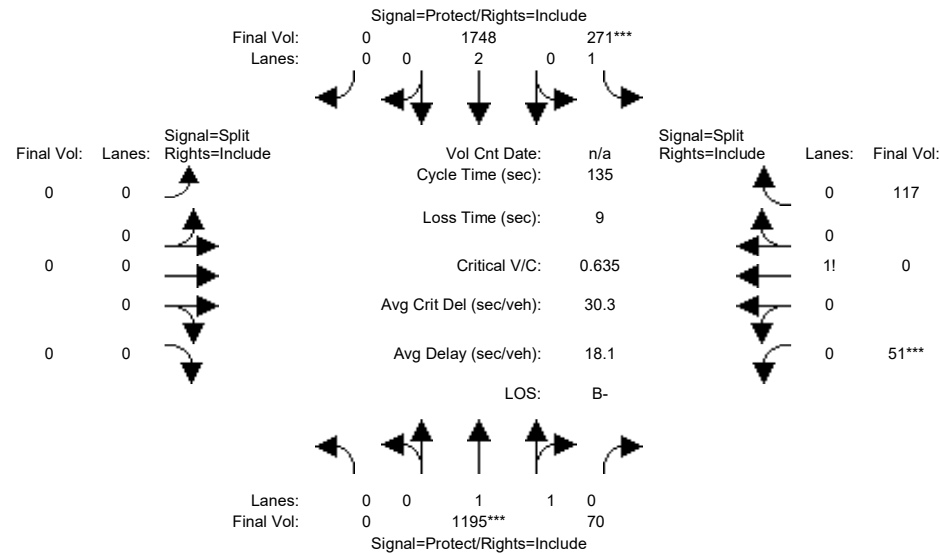 Signal=Protect/Rights=Include
Final Vol: 0 1748 271***
Lanes: 0 0 2 0 1
Signal=Split Signal=Split
Final Vol: Lanes: Rights=Include Vol Cnt Date: n/a Rights=Include Lanes: Final Vol:
Cycle Time (sec): 135
0 0 0 117
Loss Time (sec): 9
0 0
0 0 Critical V/C: 0.635 1! 0
0 Avg Crit Del (sec/veh): 30.3 0
0 0 Avg Delay (sec/veh): 18.1 0 51***
LOS: B-
Lanes: 0 0 1 1 0
Final Vol: 0 1195*** 70
Signal=Protect/Rights=Include